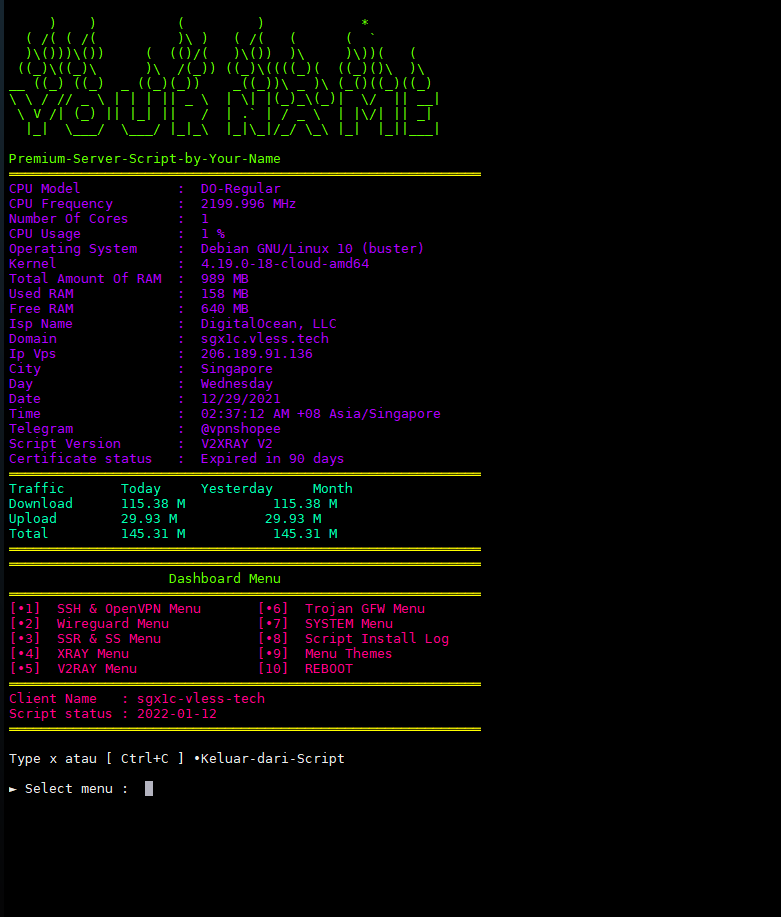 YOUR NAME
Premium-Server-Script-by-Your-Name
CPU Model : DO-Regular
CPU Frequency : 2199.996 MHz
Number Of Cores : 1
CPU Usage : 1 %
Operating System : Debian GNU/Linux 10 (buster)
Kernel : 4.19.0-18-cloud-amd64
Total Amount Of RAM : 989 MB
Used RAM : 158 MB
Free RAM : 640 MB
Isp Name : DigitalOcean, LLC
Domain : sgx1c.vless.tech
Ip Vps : 206.189.91.136
City : Singapore
Day : Wednesday
Date : 12/29/2021
Time : 02:37:12 AM +08 Asia/Singapore
Telegram : @vpnshopee
Script Version : V2XRAY V2
Certificate status : Expired in 90 days
Traffic Today Yesterday Month
Download 115.38 M 115.38 M
Upload 29.93 M 29.93 M
Total 145.31 M 145.31 M
Dashboard Menu
[•1] SSH & OpenVPN Menu [•6] Trojan GFW Menu
[•2] Wireguard Menu [•7] SYSTEM Menu
[•3] SSR & SS Menu [•8] Script Install Log
[•4] XRAY Menu [•9] Menu Themes
[•5] V2RAY Menu [10] REBOOT
Client Name : sgx1c-vless-tech
Script status : 2022-01-12
Type x atau [ Ctrl+C ] •Keluar-dari-Script
► Select menu :